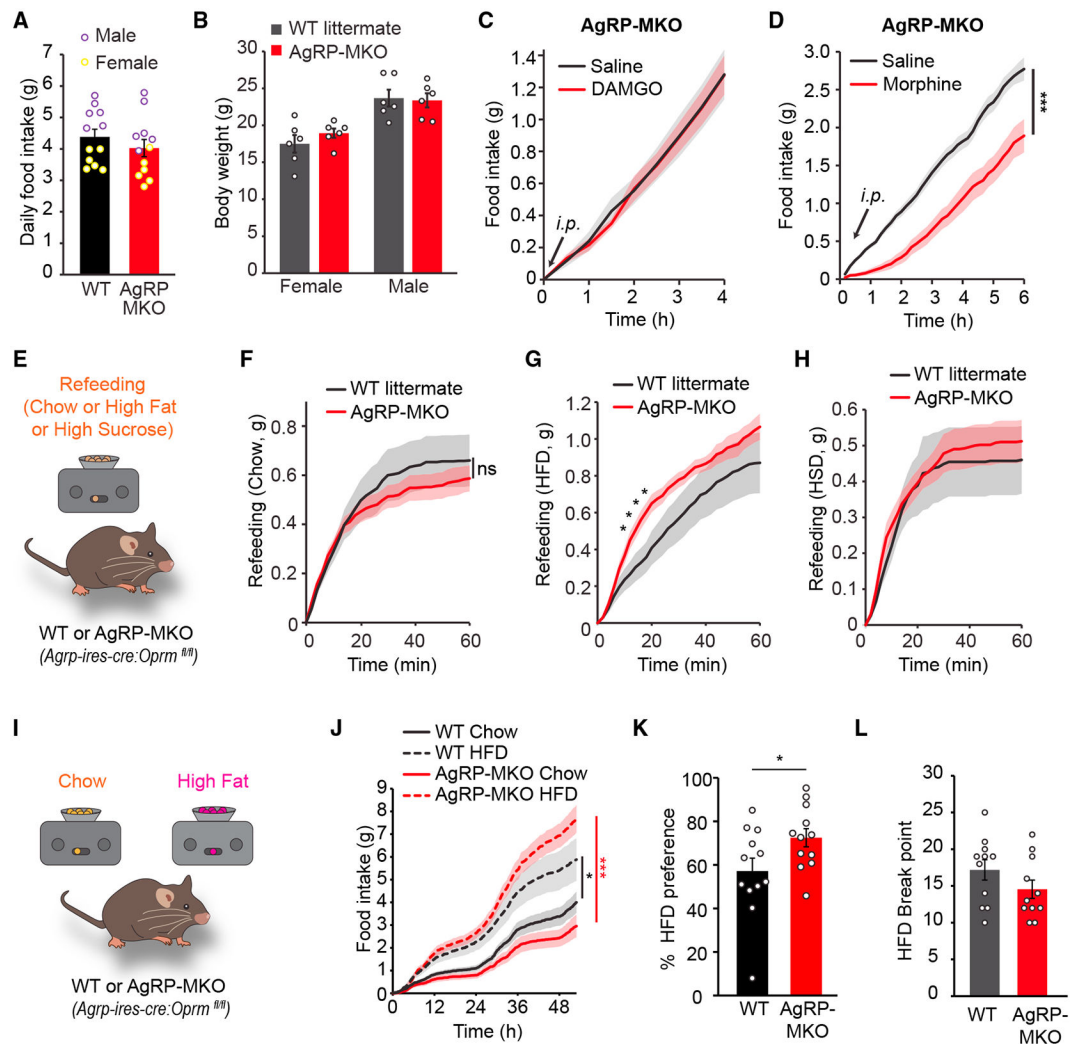 A
Male
Female
Daily food intake (g)
7
6
5
4
3
2
1
0
WT
AgRP
MKO
B
WT littermate
AgRP-MKO
Body weight (g)
30
25
20
15
10
5
0
Female
Male
C
AgRP-MKO
Saline
DAMGO
Food intake (g)
1.4
1.2
1.0
0.8
0.6
0.4
0.2
0
i.p.
0 1 2 3 4
Time (h)
D
AgRP-MKO
Saline
Morphine
Food intake (g)
3.0
2.5
2.0
1.5
1.0
0.5
0
i.p.
***
0 1 2 3 4 5 6
Time (h)
E
Refeeding
(Chow or High Fat
or High Sucrose)
WT or AgRP-MKO
(Agrp-ires-cre:Oprm fl/fl)
F
WT littermate
AgRP-MKO
Refeeding (Chow, g)
0.8
0.6
0.4
0.2
0
ns
0 20 40 60
Time (min)
G
WT littermate
AgRP-MKO
Refeeding (HFD, g)
1.2
1.0
0.8
0.6
0.4
0.2
0
* * * *
0 20 40 60
Time (min)
H
WT littermate
AgRP-MKO
Refeeding (HSD, g)
0.6
0.5
0.4
0.3
0.2
0.1
0
0 20 40 60
Time (min)
I
Chow
High Fat
WT or AgRP-MKO
(Agrp-ires-cre:Oprm fl/fl)
J
WT Chow
WT HFD
AgRP-MKO Chow
AgRP-MKO HFD
Food intake (g)
9
8
7
6
5
4
3
2
1
0
*
***
0 12 24 36 48
Time (h)
K
% HFD preference
100
80
60
40
20
0
*
WT
AgRP-
MKO
L
HFD Break point
30
25
20
15
10
5
0
WT
AgRP-
MKO